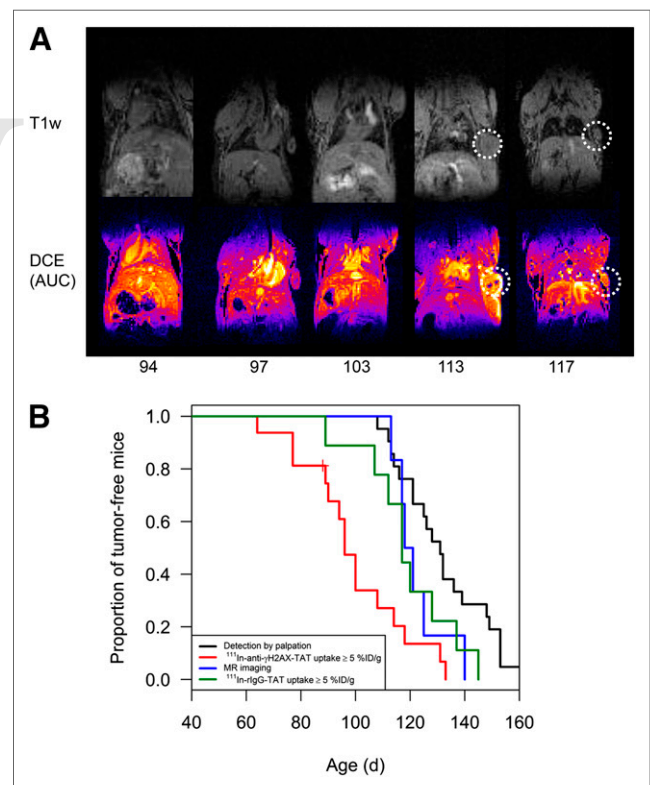 A
T1w
DCE
(AUC)
94 97 103 113 117
B
Proportion of tumor-free mice
1.0
0.8
0.6
0.4
0.2
0.0
Detection by palpation
¹¹¹In-anti-γH2AX-TAT uptake ≥ 5 %ID/g
MR imaging
¹¹¹In-rIgG-TAT uptake ≥ 5 %ID/g
40 60 80 100 120 140 160
Age (d)